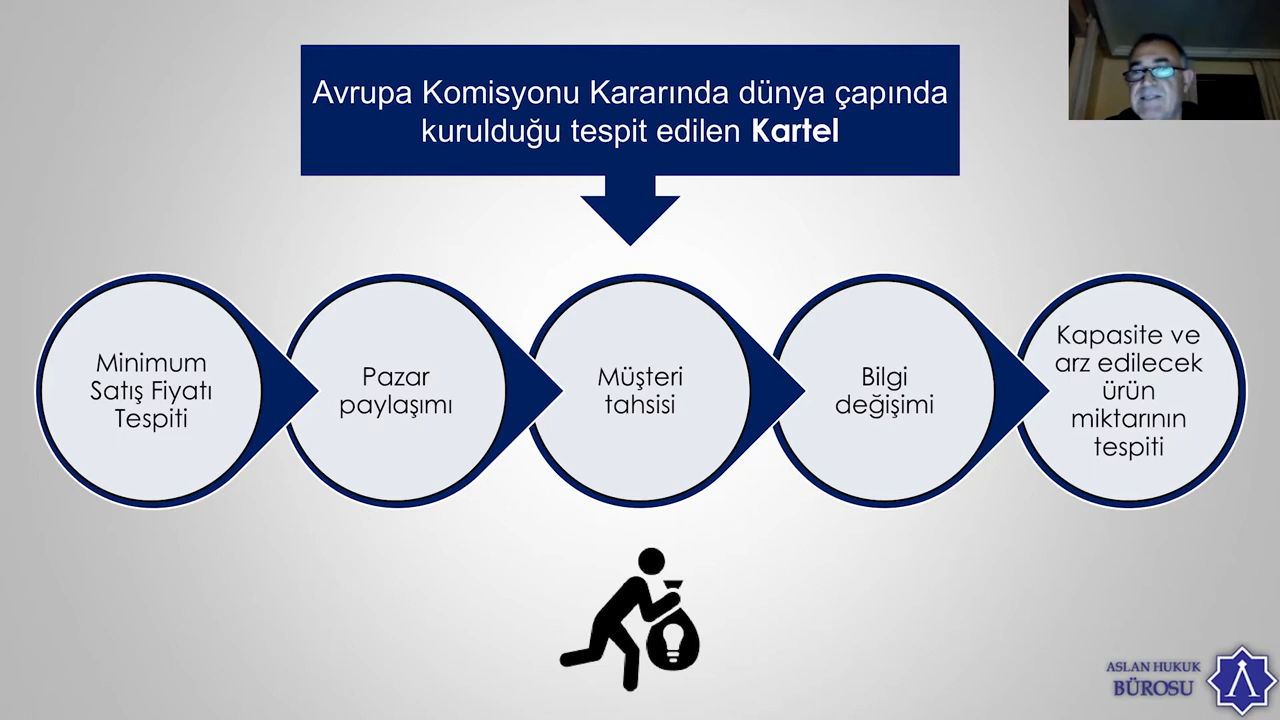 Avrupa Komisyonu Kararında dünya çapında
kurulduğu tespit edilen Kartel
Minimum
Satış Fiyatı
Tespiti
Pazar
paylaşımı
Müşteri
tahsisi
Bilgi
değişimi
Kapasite ve
arz edilecek
ürün
miktarının
tespiti
ASLAN HUKUK
BÜROSU